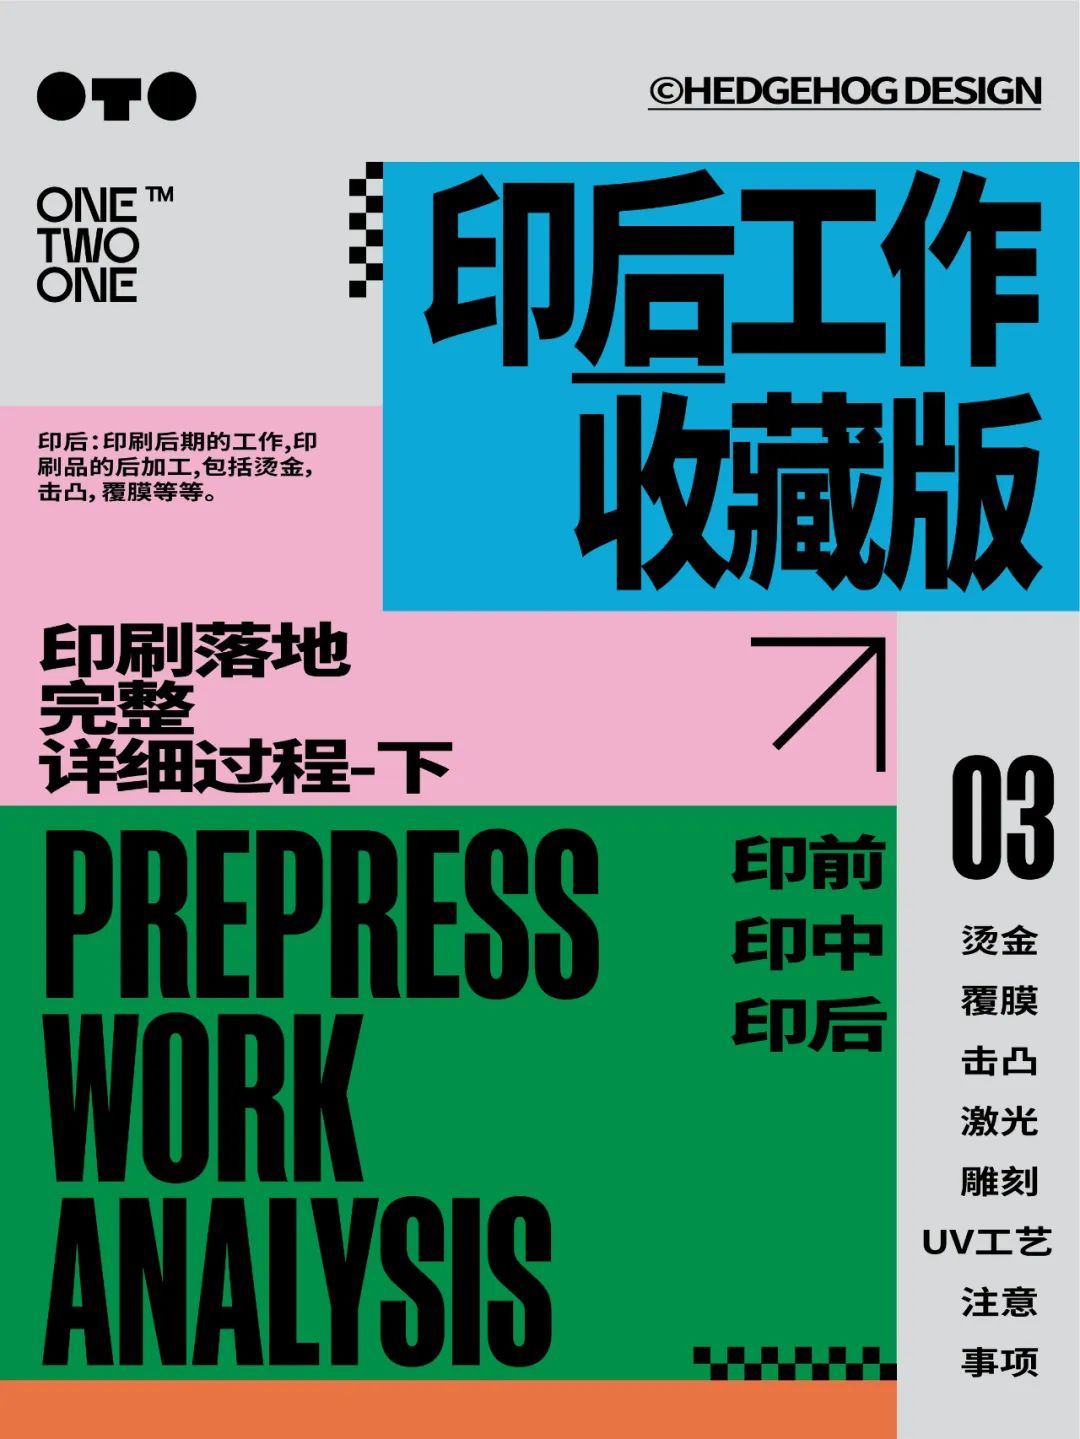 OTO
©HEDGEHOG DESIGN
ONE™
TWO
ONE
印后工作
收藏版
印后：印刷后期的工作,印
刷品的后加工,包括烫金,
击凸，覆膜等等。
印刷落地
完整
详细过程-下
PREPRESS
WORK
ANALYSIS
印前
印中
印后
03
烫金
覆膜
击凸
激光
雕刻
UV工艺
注意
事项